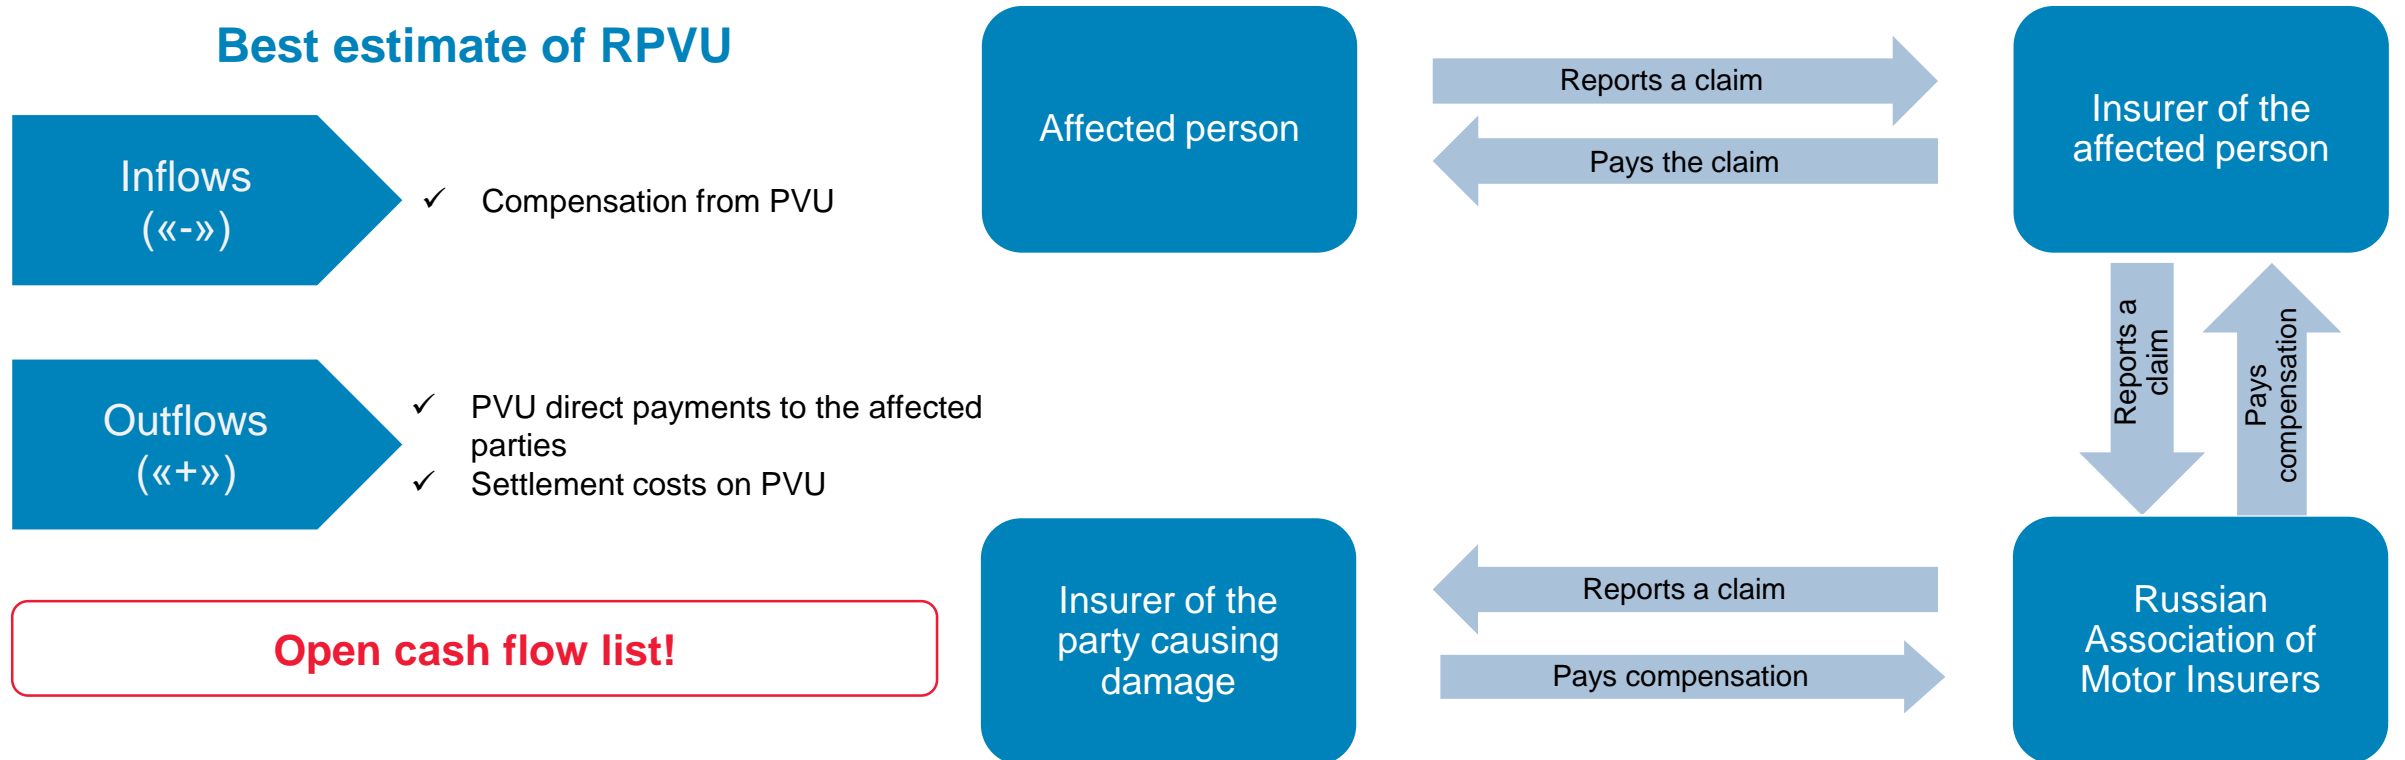 Best estimate of RPVU
Inflows
(«-»)
✓ Compensation from PVU
Outflows
(«+»)
✓ PVU direct payments to the affected
parties
✓ Settlement costs on PVU
Open cash flow list!
Affected person
Reports a claim
Pays the claim
Insurer of the
affected person
Reports a
claim
Pays
compensation
Insurer of the
party causing
damage
Reports a claim
Pays compensation
Russian
Association of
Motor Insurers